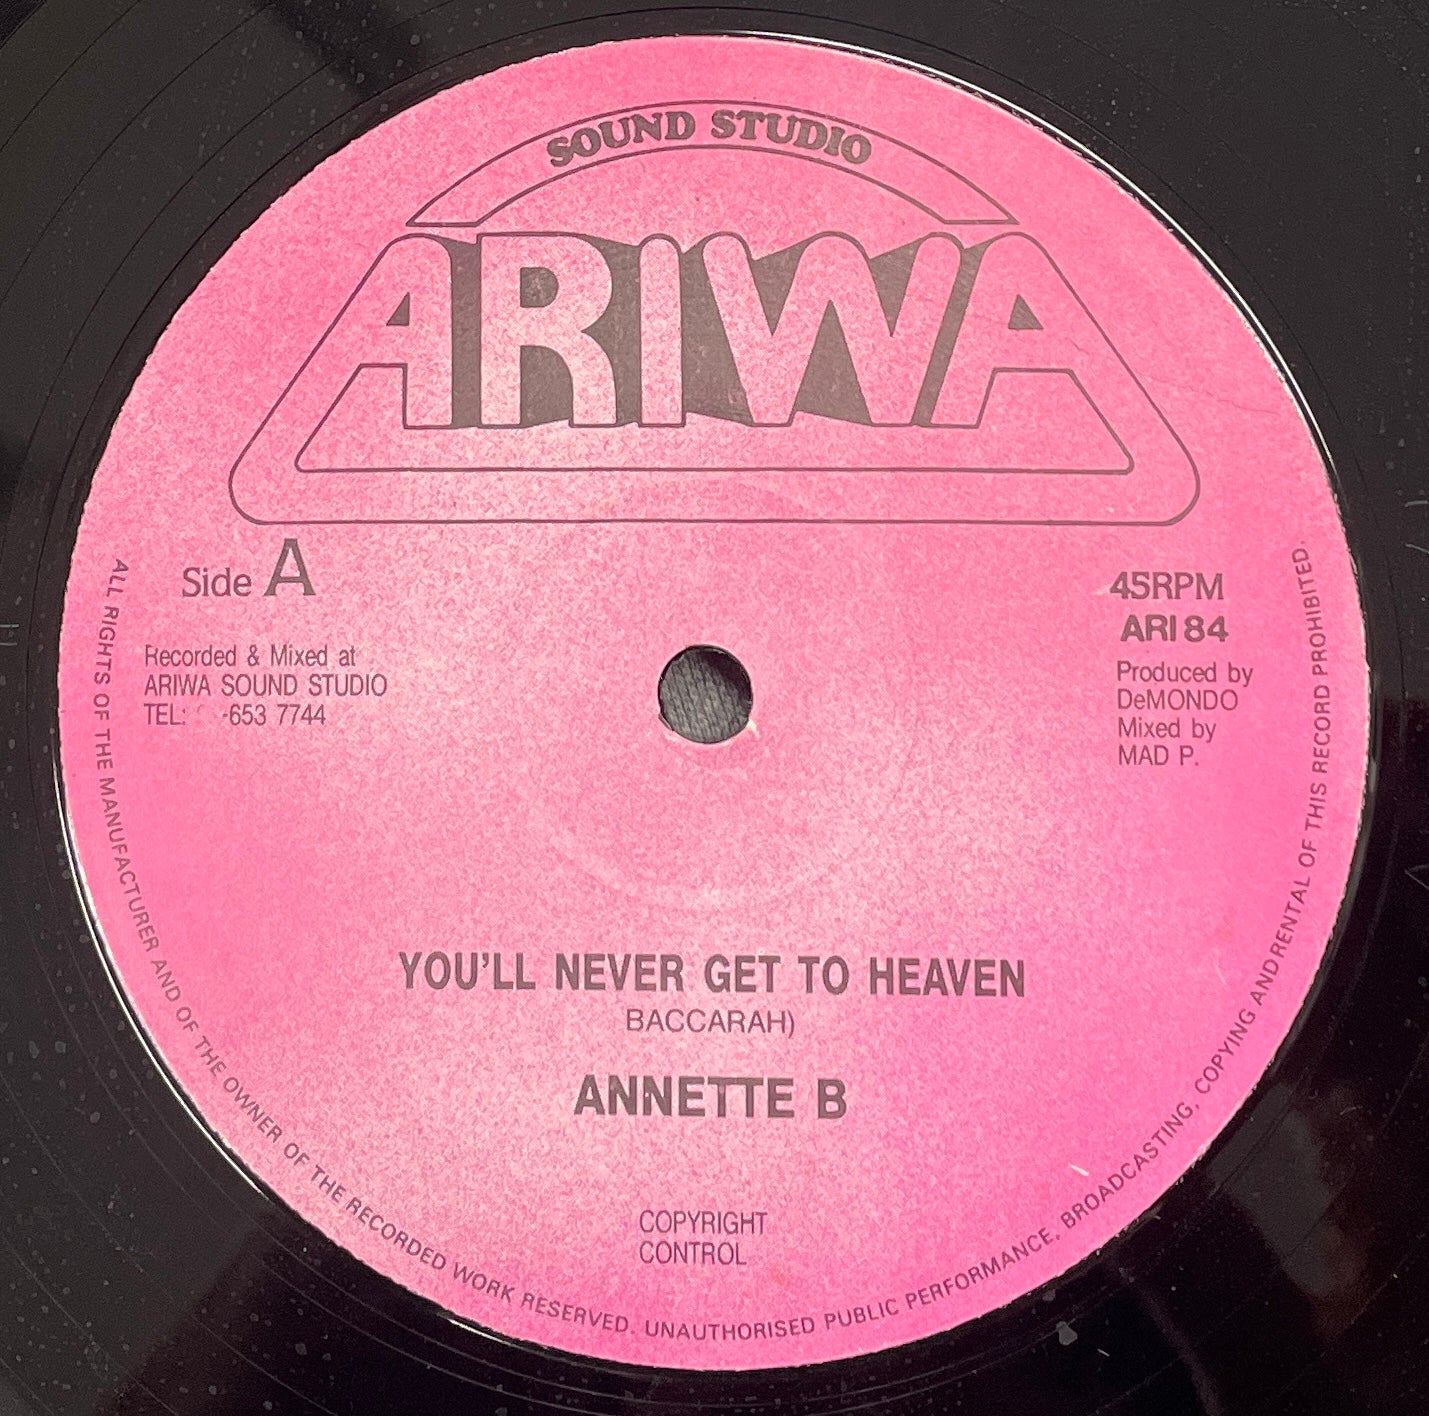 SOUND STUDIO
ARIWA
Side A
Recorded & Mixed at
ARIWA SOUND STUDIO
TEL: -653 7744
45RPM
ARI 84
Produced by
DeMONDO
Mixed by
MAD P.
YOU'LL NEVER GET TO HEAVEN
BACCARAH)
ANNETTE B
COPYRIGHT
CONTROL
ALL RIGHTS OF THE MANUFACTURER AND OF THE OWNER OF THE RECORDED WORK RESERVED. UNAUTHORISED PUBLIC PERFORMANCE, BROADCASTING, COPYING ANDRENTAL OF THIS RECORD PROHIBITED.